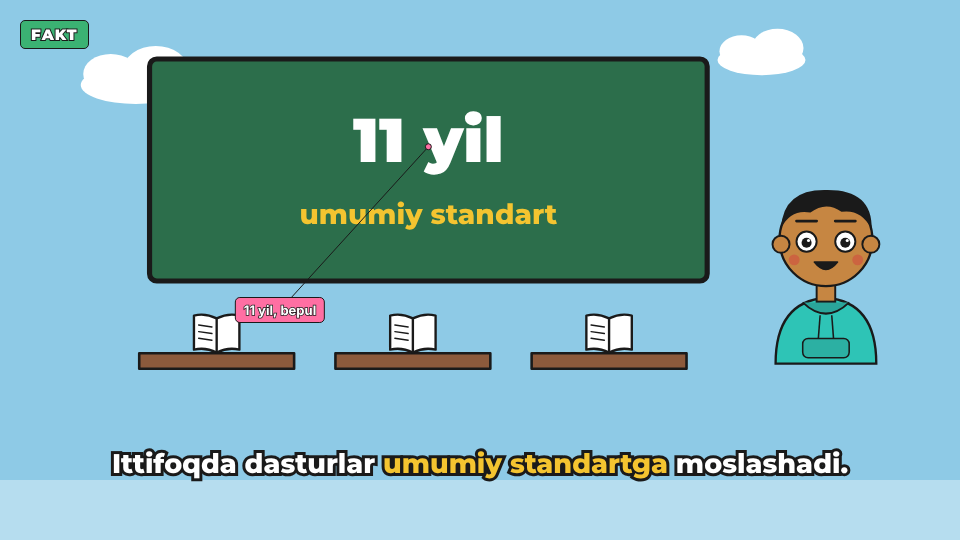 FAKT
11 yil
umumiy standart
11 yil, bepul
Ittifoqda dasturlar umumiy standartga moslashadi.